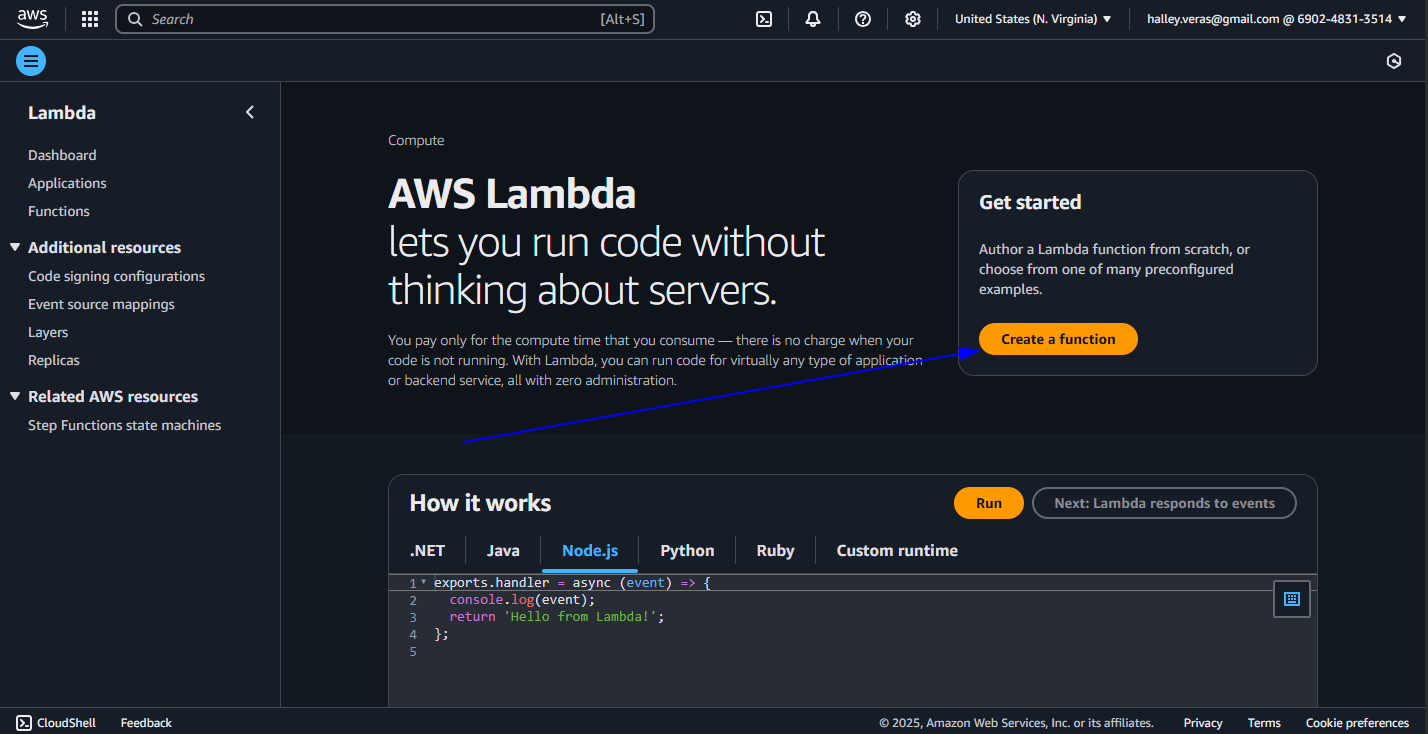 aws
Search
[Alt+S]
United States (N. Virginia)
halley.veras@gmail.com @ 6902-4831-3514
Lambda
Dashboard
Applications
Functions
Additional resources
Code signing configurations
Event source mappings
Layers
Replicas
Related AWS resources
Step Functions state machines
Compute
AWS Lambda
lets you run code without
thinking about servers.
You pay only for the compute time that you consume — there is no charge when your
code is not running. With Lambda, you can run code for virtually any type of application
or backend service, all with zero administration.
Get started
Author a Lambda function from scratch, or
choose from one of many preconfigured
examples.
Create a function
How it works
Run
Next: Lambda responds to events
.NET
Java
Node.js
Python
Ruby
Custom runtime
1 exports.handler = async (event) => {
2 console.log(event);
3 return 'Hello from Lambda!';
4 };
5
CloudShell
Feedback
© 2025, Amazon Web Services, Inc. or its affiliates.
Privacy
Terms
Cookie preferences